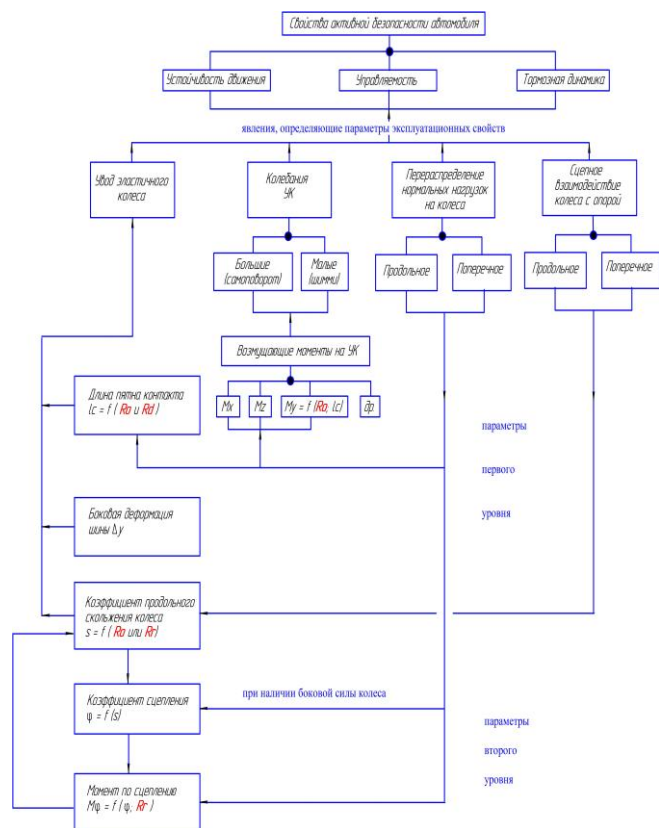 Свойства активной безопасности автомобиля
Устойчивость движения
Управляемость
Тормозная динамика
явления, определяющие параметры эксплуатационных свойств
Увод эластичного
колеса
Колебания
УК
Перераспределение
нормальных нагрузок
на колеса
Сцепное
взаимодействие
колеса с опорой
Большие
(самоповорот)
Малые
(шимми)
Продольное
Поперечное
Продольное
Поперечное
Возмущающие моменты на УК
Mx
Mz
My = f (Ro, lc)
др
Длина пятна контакта
lc = f ( Ro и Rd )
параметры
первого
уровня
Боковая деформация
шины Δy
Коэффициент продольного
скольжения колеса
s = f ( Ro или Rr)
Коэффициент сцепления
φ = f (s)
при наличии боковой силы колеса
параметры
второго
уровня
Момент по сцеплению
Mφ = f (φ, Rr )